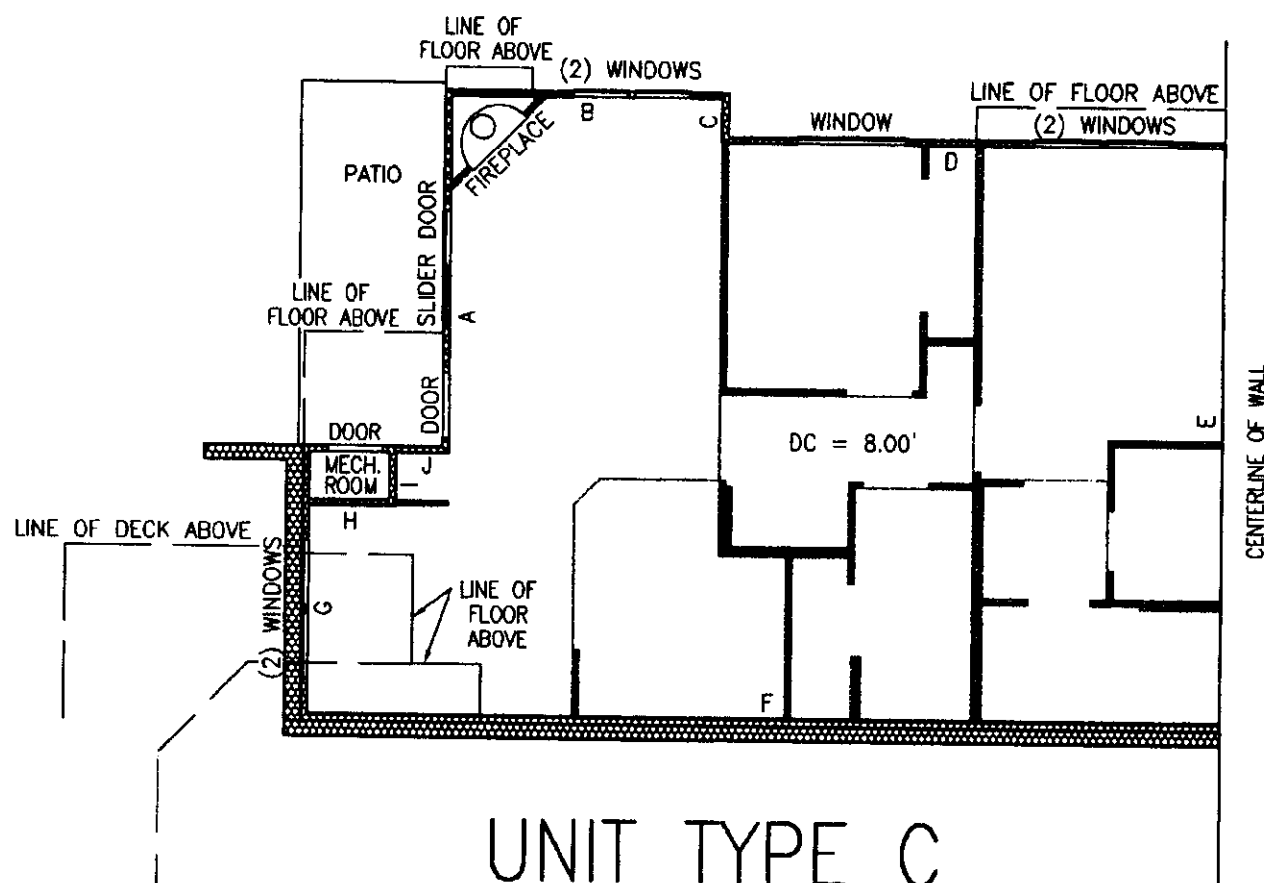 LINE OF
FLOOR ABOVE
(2) WINDOWS
LINE OF FLOOR ABOVE
(2) WINDOWS
WINDOW
B
C
D
FIREPLACE
PATIO
SLIDER DOOR
LINE OF
FLOOR ABOVE
A
DOOR
DOOR
MECH.
ROOM
J
H
DC = 8.00'
E
CENTERLINE OF WALL
LINE OF DECK ABOVE
(2) WINDOWS
G
LINE OF
FLOOR
ABOVE
F
UNIT TYPE C